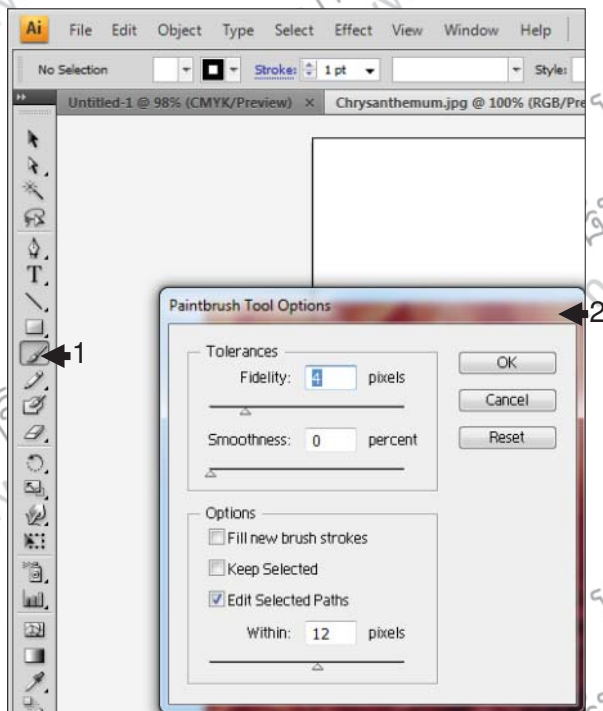 Ai File Edit Object Type Select Effect View Window Help
No Selection Stroke: 1 pt Style:
Untitled-1 @ 98% (CMYK/Preview) × Chrysanthemum.jpg @ 100% (RGB/Pre
T
Paintbrush Tool Options
2
1
Tolerances
Fidelity: 4 pixels OK
Cancel
Smoothness: 0 percent Reset
Options
Fill new brush strokes
Keep Selected
Edit Selected Paths
Within: 12 pixels